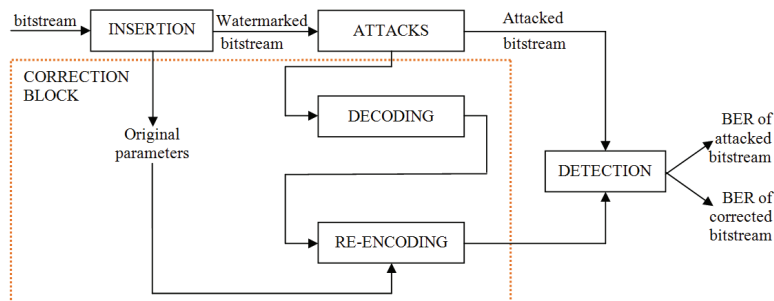 bitstream
INSERTION
Watermarked
bitstream
ATTACKS
Attacked
bitstream
CORRECTION
BLOCK
DECODING
Original
parameters
DETECTION
BER of
attacked
bitstream
BER of
corrected
bitstream
RE-ENCODING